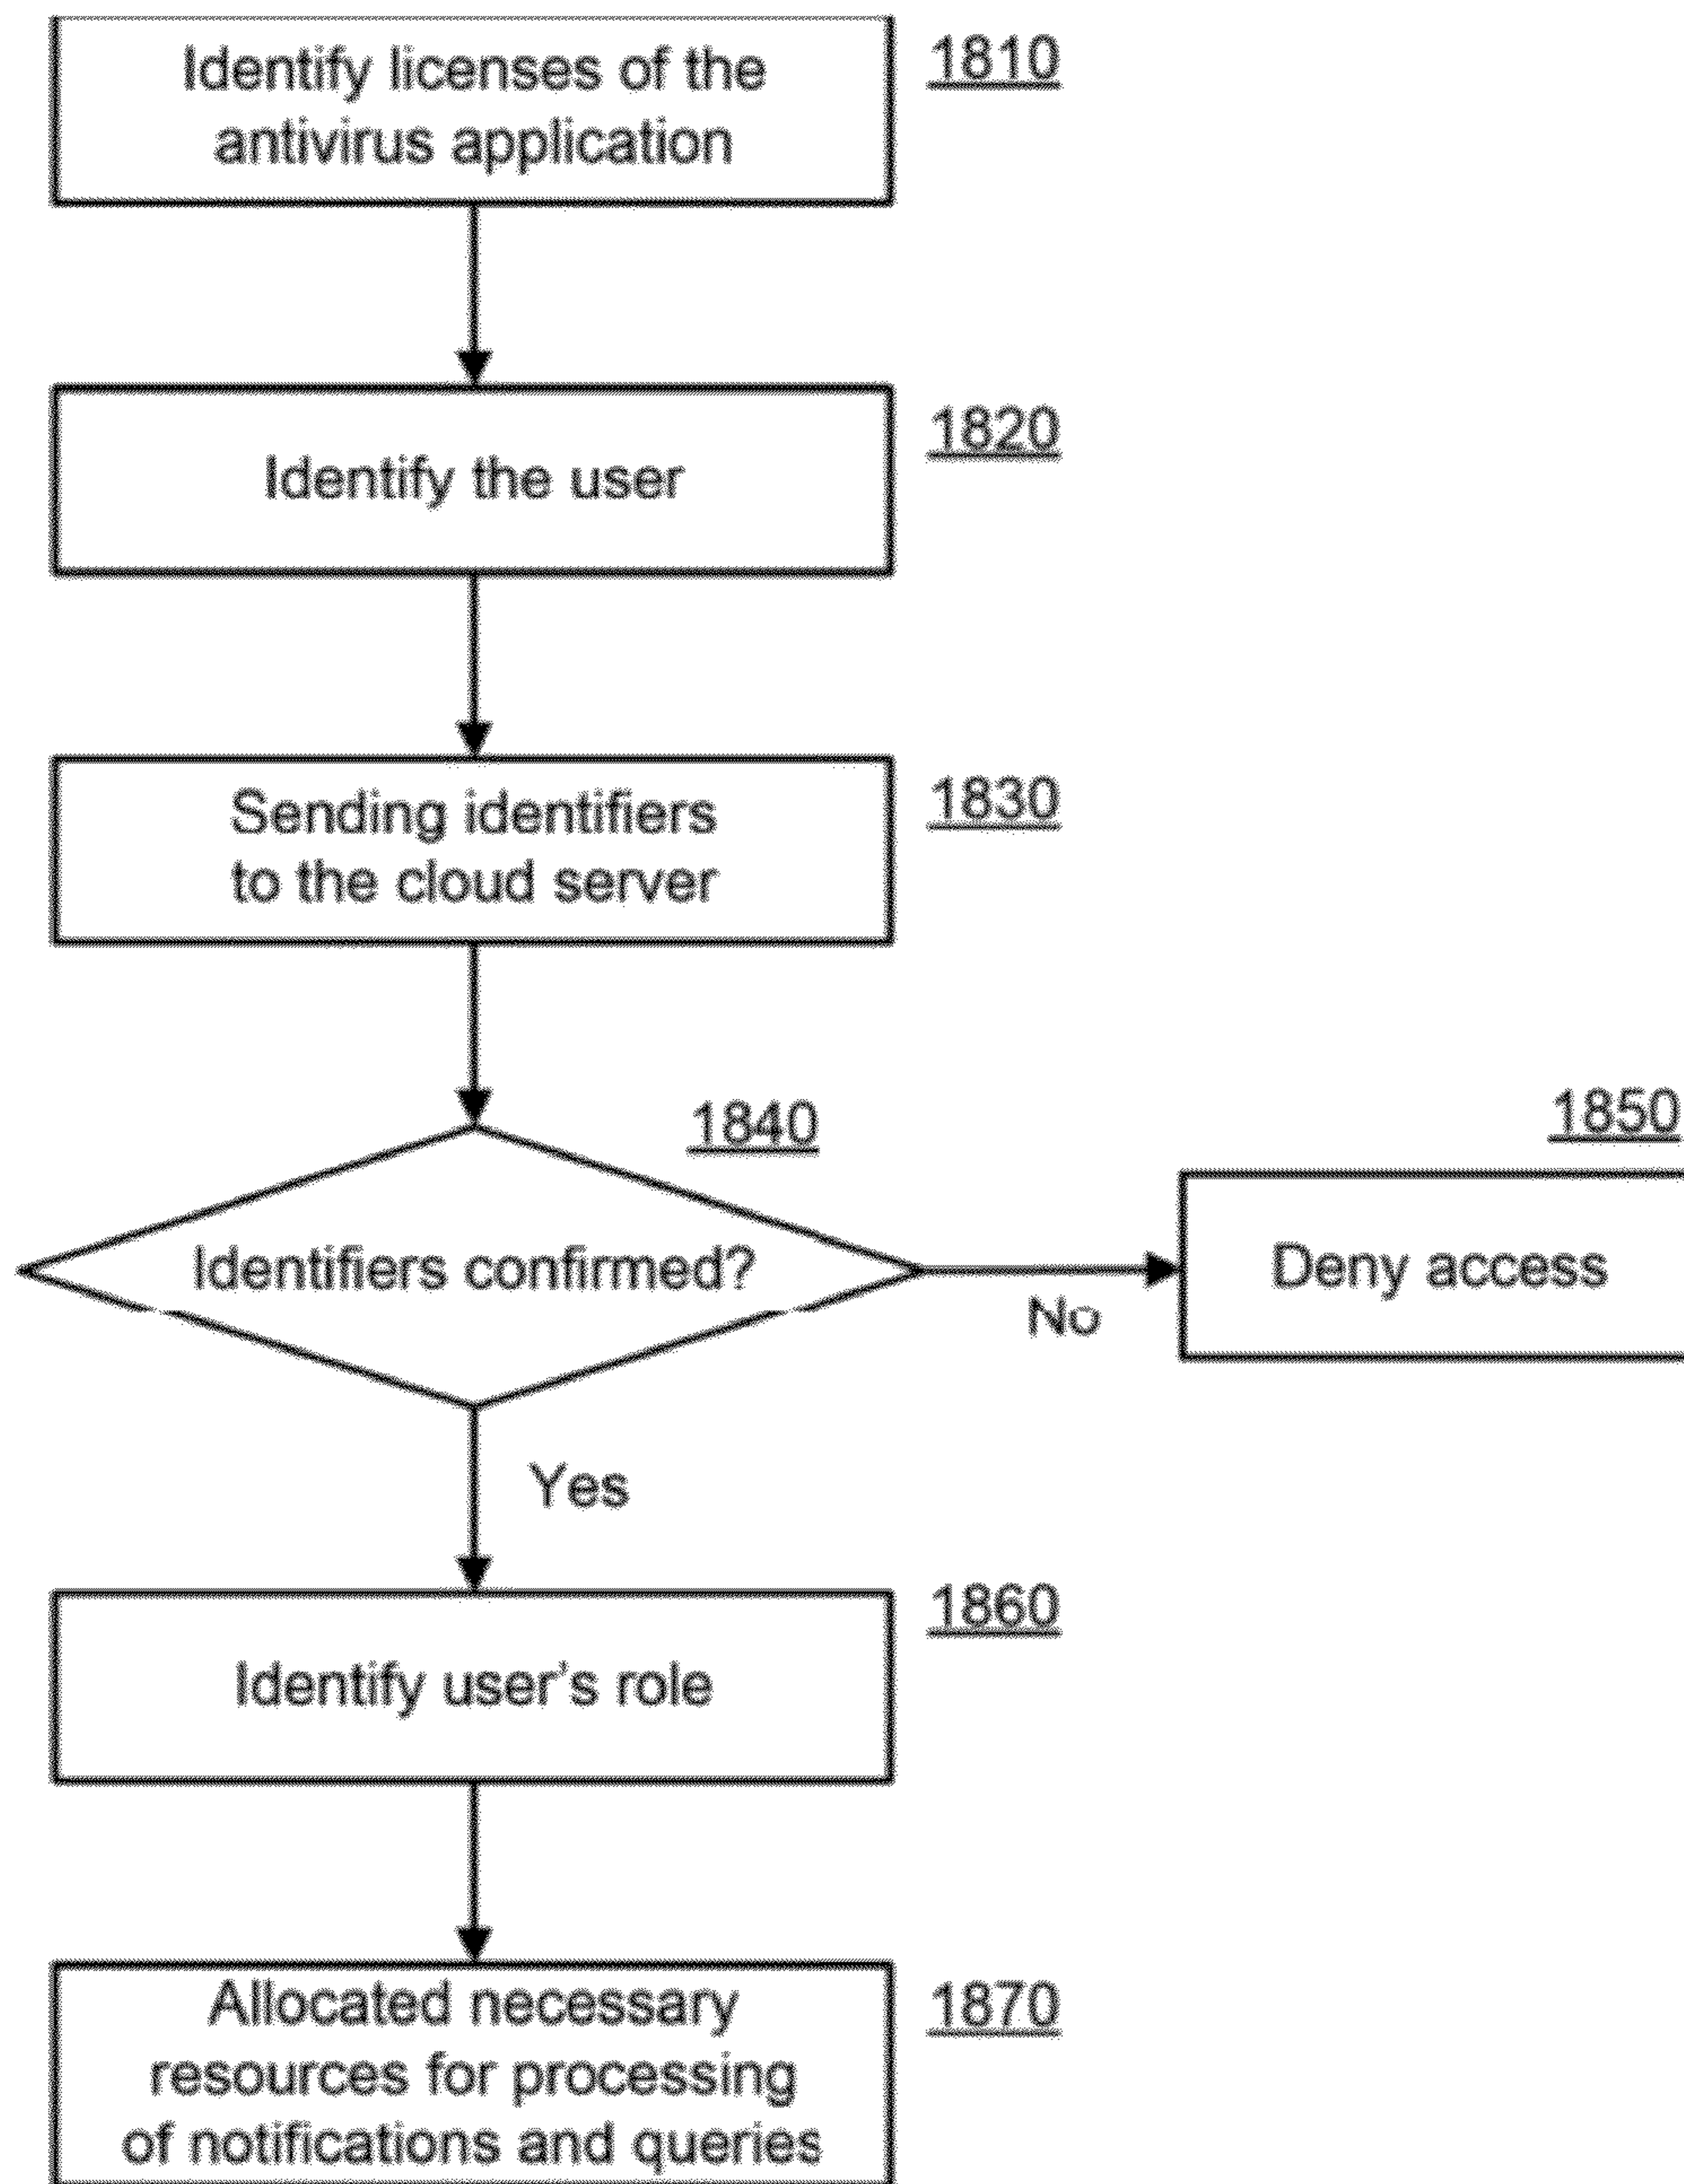 Identify licenses of the
antivirus application
1810
Identify the user
1820
Sending identifiers
to the cloud server
1830
1840
Identifiers confirmed?
No
1850
Deny access
Yes
Identify user's role
1860
Allocated necessary
resources for processing
of notifications and queries
1870